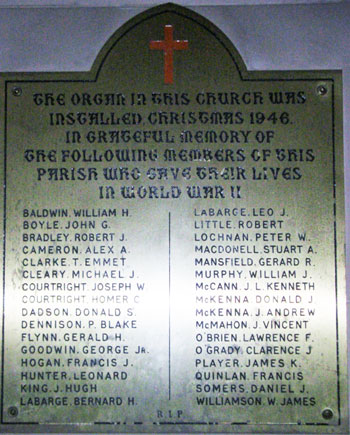 THE ORGAN IN THIS CHURCH WAS
INSTALLED, CHRISTMAS 1946,
IN GRATEFUL MEMORY OF
THE FOLLOWING MEMBERS OF THIS
PARISH WHO GAVE THEIR LIVES
IN WORLD WAR II
BALDWIN, WILLIAM H.
BOYLE, JOHN G.
BRADLEY, ROBERT J.
CAMERON, ALEX A.
CLARKE, T. EMMET
CLEARY, MICHAEL J.
COURTRIGHT, JOSEPH W.
COURTRIGHT, HOMER C.
DADSON, DONALD S.
DENNISON, P. BLAKE
FLYNN, GERALD H.
GOODWIN, GEORGE JR.
HOGAN, FRANCIS J.
HUNTER, LEONARD
KING, J. HUGH
LABARGE, BERNARD H.
LABARGE, LEO J.
LITTLE, ROBERT
LOCHNAN, PETER W.
MACDONELL, STUART A.
MANSFIELD, GERARD R.
MURPHY, WILLIAM J.
McCANN, J. L. KENNETH
McKENNA, DONALD J.
McKENNA, J. ANDREW
McMAHON, J. VINCENT
O'BRIEN, LAWRENCE F.
O'GRADY, CLARENCE J.
PLAYER, JAMES K.
QUINLAN, FRANCIS
SOMERS, DANIEL J.
WILLIAMSON, W. JAMES
R.I.P.